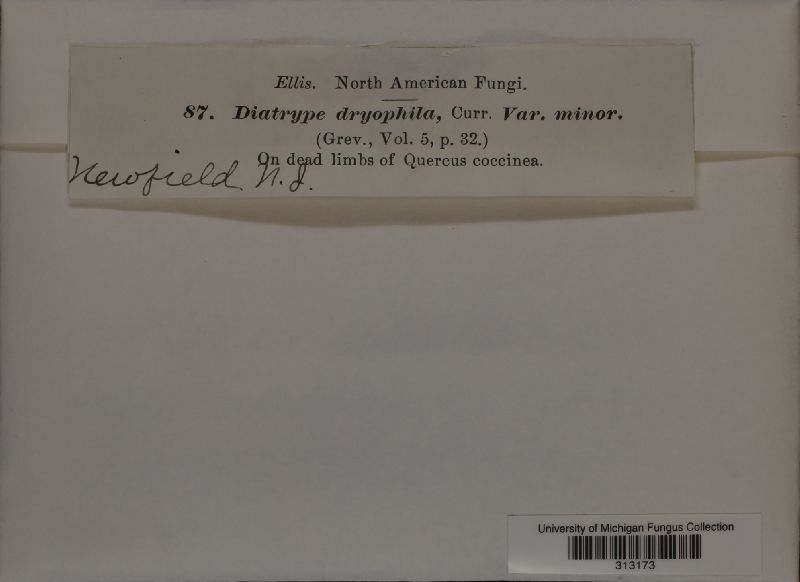 Ellis. North American Fungi.
87. Diatrype dryophila, Curr. Var. minor.
(Grev., Vol. 5, p. 32.)
On dead limbs of Quercus coccinea.
Newfield N.J.
University of Michigan Fungus Collection
313173